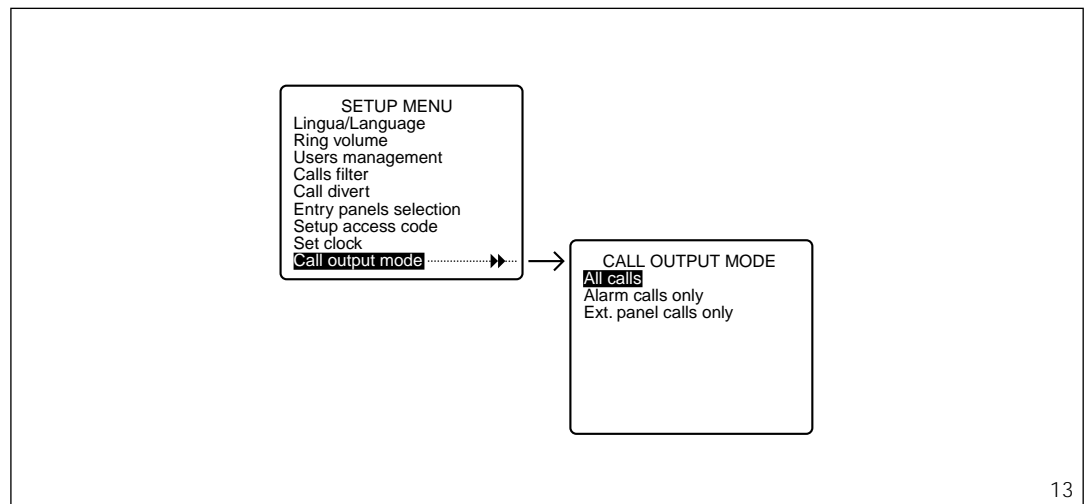 SETUP MENU
Lingua/Language
Ring volume
Users management
Calls filter
Call divert
Entry panels selection
Setup access code
Set clock
Call output mode
CALL OUTPUT MODE
All calls
Alarm calls only
Ext. panel calls only
13